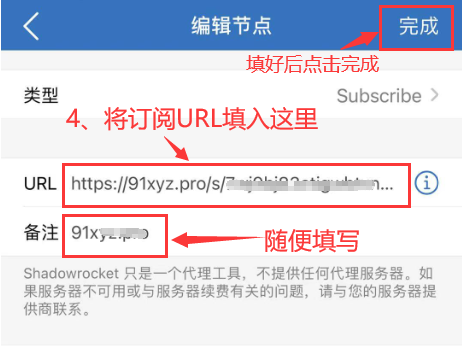 编辑节点
完成
填好后点击完成
类型
Subscribe
4、将订阅URL填入这里
URL
https://91xyz.pro/s/
备注
91xyz.pro
随便填写
Shadowrocket 只是一个代理工具，不提供任何代理服务器。如
果服务器不可用或与服务器续费有关的问题，请与您的服务器提
供商联系。